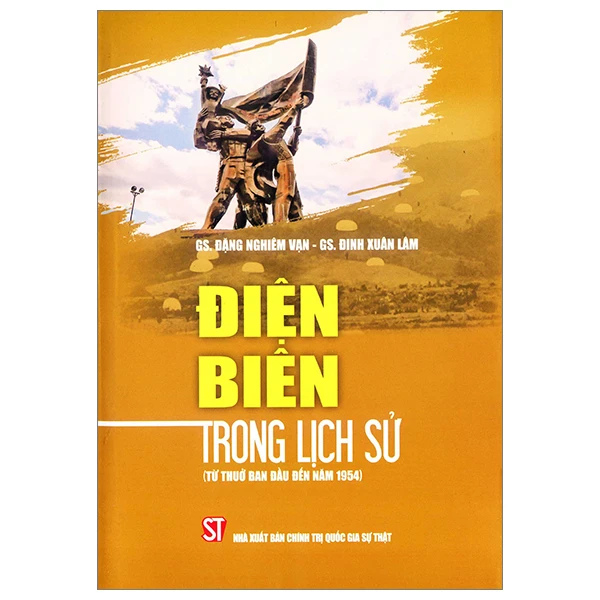 GS. ĐẶNG NGHIÊM VẠN - GS. ĐINH XUÂN LÂM
ĐIỆN
BIÊN
TRONG LỊCH SỬ
(TỪ THUỞ BAN ĐẦU ĐẾN NĂM 1954)
ST
NHÀ XUẤT BẢN CHÍNH TRỊ QUỐC GIA SỰ THẬT